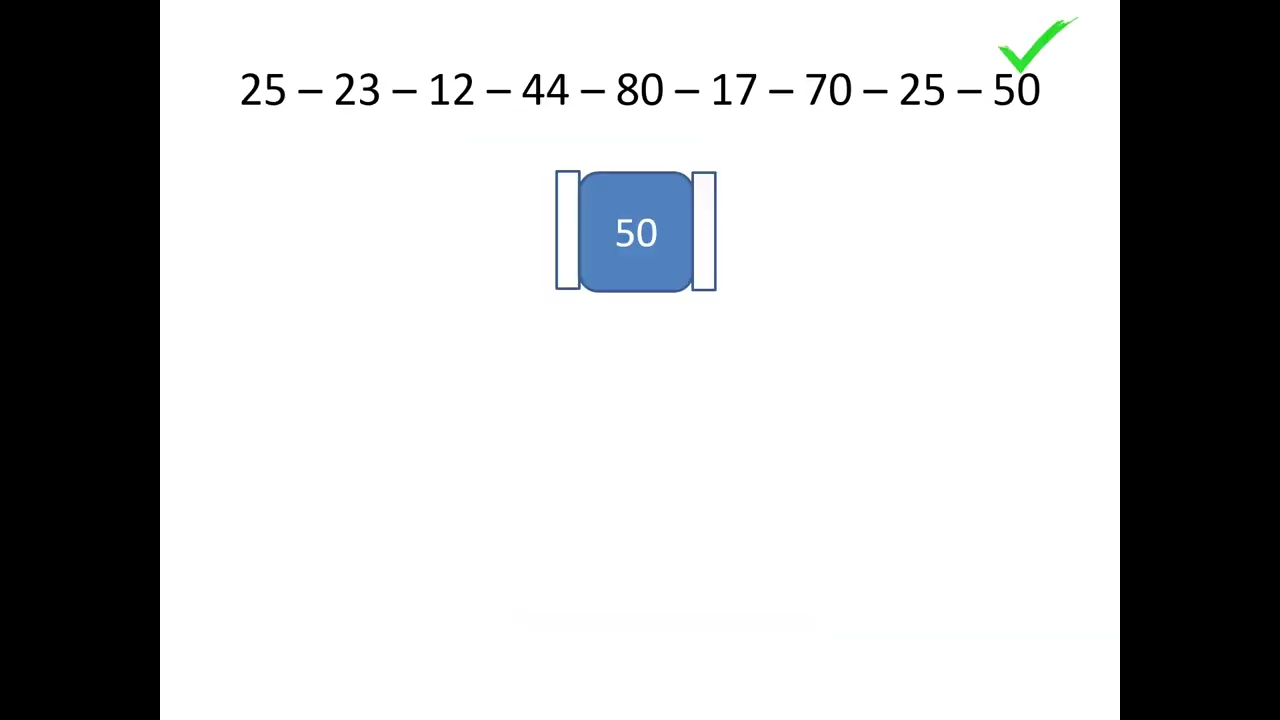 25 – 23 – 12 – 44 – 80 – 17 – 70 – 25 – 50
50